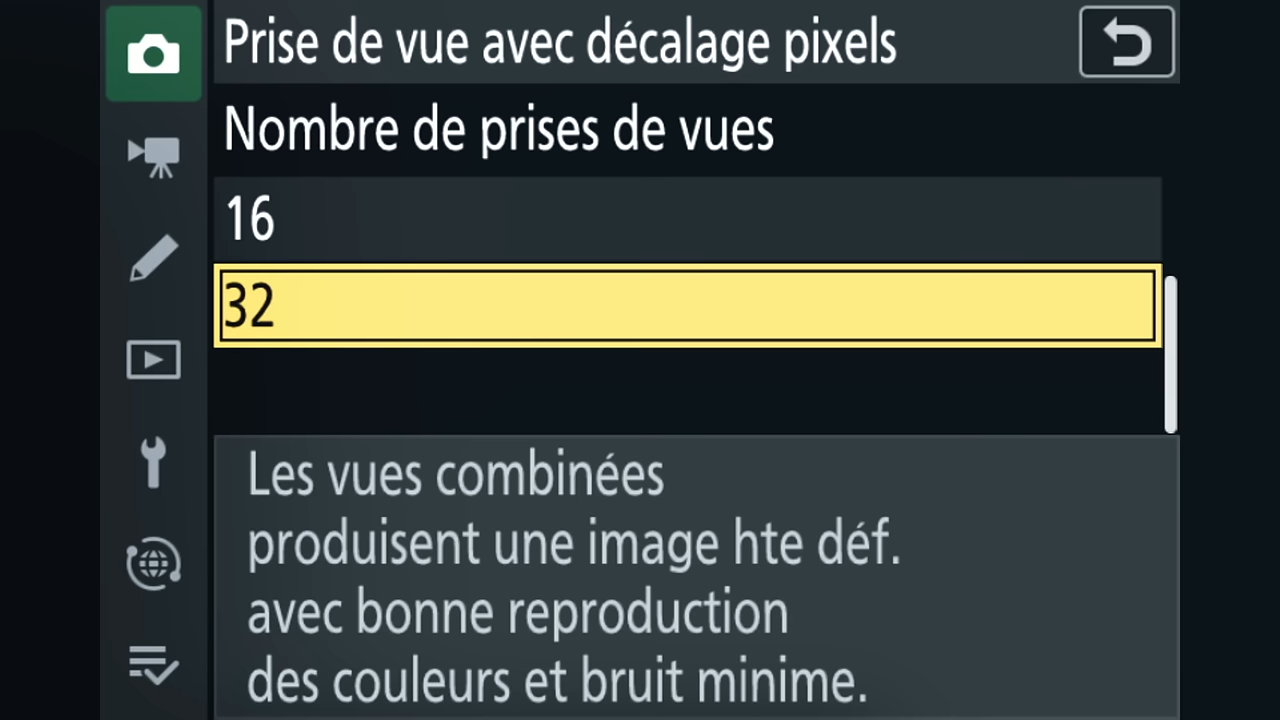 Prise de vue avec décalage pixels
Nombre de prises de vues
16
32
Les vues combinées
produisent une image hte déf.
avec bonne reproduction
des couleurs et bruit minime.